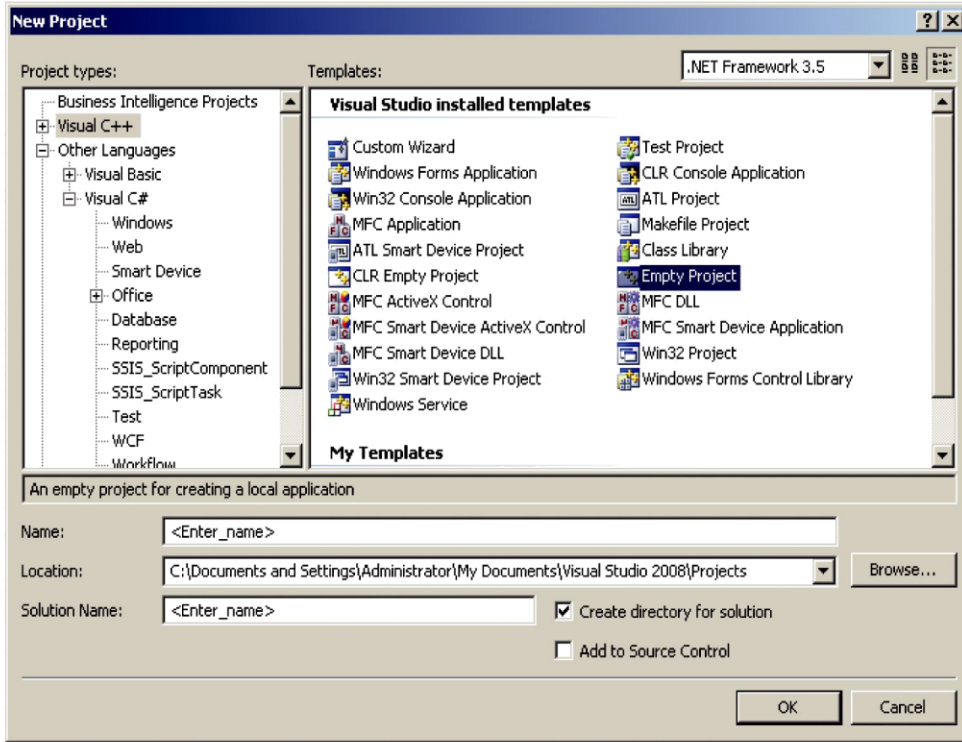 New Project
Project types:
Templates:
.NET Framework 3.5
Business Intelligence Projects
Visual C++
Other Languages
Visual Basic
Visual C#
Windows
Web
Smart Device
Office
Database
Reporting
SSIS_ScriptComponent
SSIS_ScriptTask
Test
WCF
Workflow
Visual Studio installed templates
Custom Wizard
Test Project
Windows Forms Application
CLR Console Application
Win32 Console Application
ATL Project
MFC Application
Makefile Project
ATL Smart Device Project
Class Library
CLR Empty Project
Empty Project
MFC ActiveX Control
MFC DLL
MFC Smart Device ActiveX Control
MFC Smart Device Application
MFC Smart Device DLL
Win32 Project
Win32 Smart Device Project
Windows Forms Control Library
Windows Service
My Templates
An empty project for creating a local application
Name:
<Enter_name>
Location:
C:\Documents and Settings\Administrator\My Documents\Visual Studio 2008\Projects
Browse...
Solution Name:
<Enter_name>
Create directory for solution
Add to Source Control
OK
Cancel